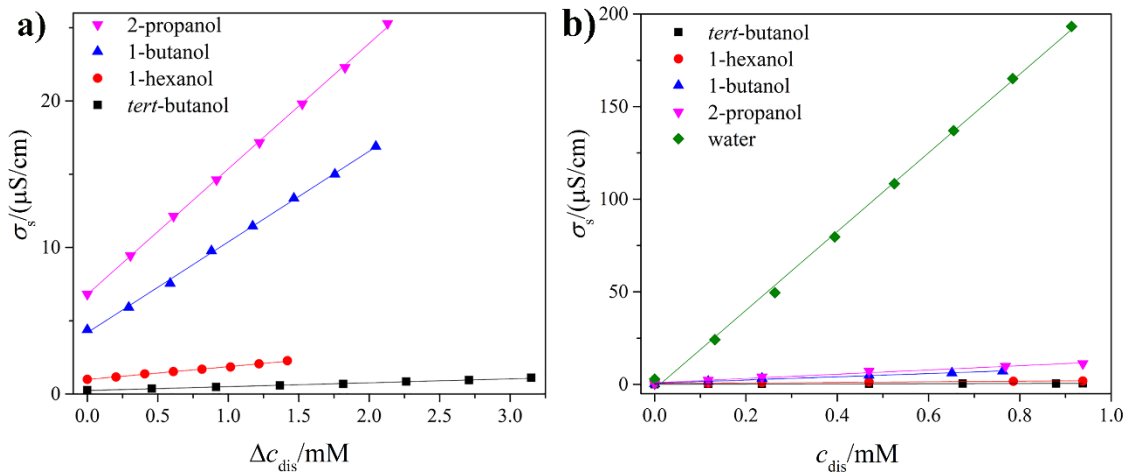 a)
2-propanol
1-butanol
1-hexanol
tert-butanol
20
10
0
σs/(μS/cm)
0.0 0.5 1.0 1.5 2.0 2.5 3.0
Δcdis/mM
b)
tert-butanol
1-hexanol
1-butanol
2-propanol
water
200
150
100
50
0
σs/(μS/cm)
0.0 0.2 0.4 0.6 0.8 1.0
cdis/mM